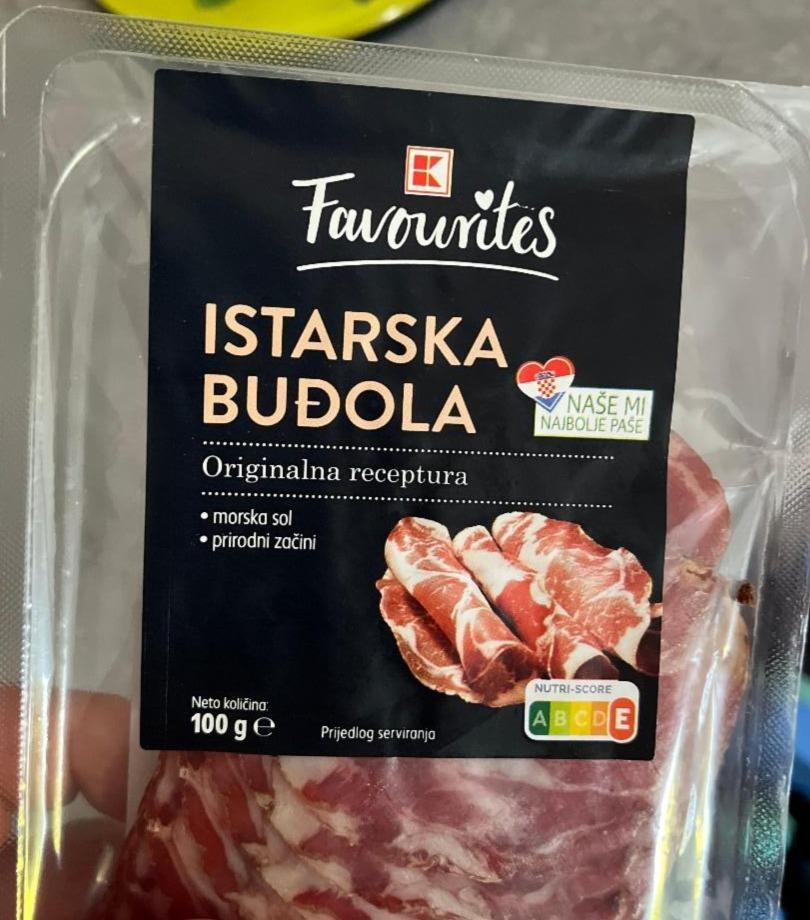 K
Favourites
ISTARSKA
BUĐOLA
NAŠE MI
NAJBOLJE PAŠE
Originalna receptura
• morska sol
• prirodni začini
NUTRI-SCORE
A B C D E
Neto količina:
100 g ℮
Prijedlog serviranja